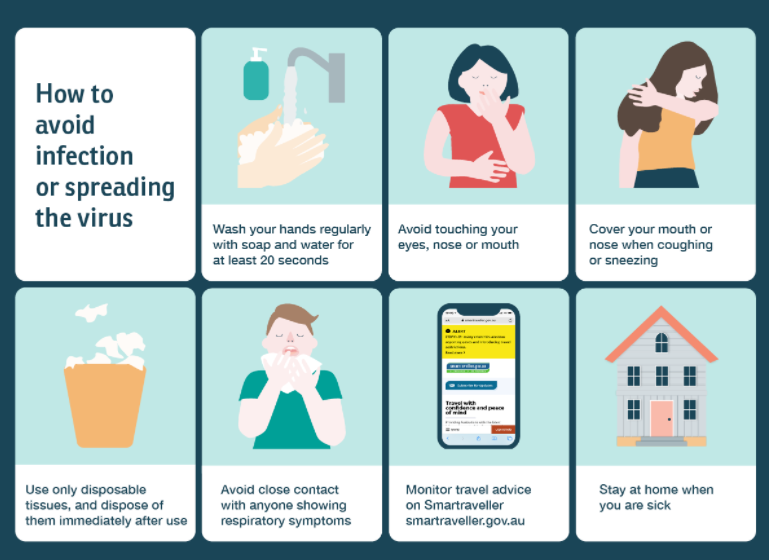 How to
avoid
infection
or spreading
the virus
Wash your hands regularly
with soap and water for
at least 20 seconds
Avoid touching your
eyes, nose or mouth
Cover your mouth or
nose when coughing
or sneezing
Use only disposable
tissues, and dispose of
them immediately after use
Avoid close contact
with anyone showing
respiratory symptoms
ALERT
Travel with
confidence and peace
of mind
Monitor travel advice
on Smartraveller
smartraveller.gov.au
Stay at home when
you are sick